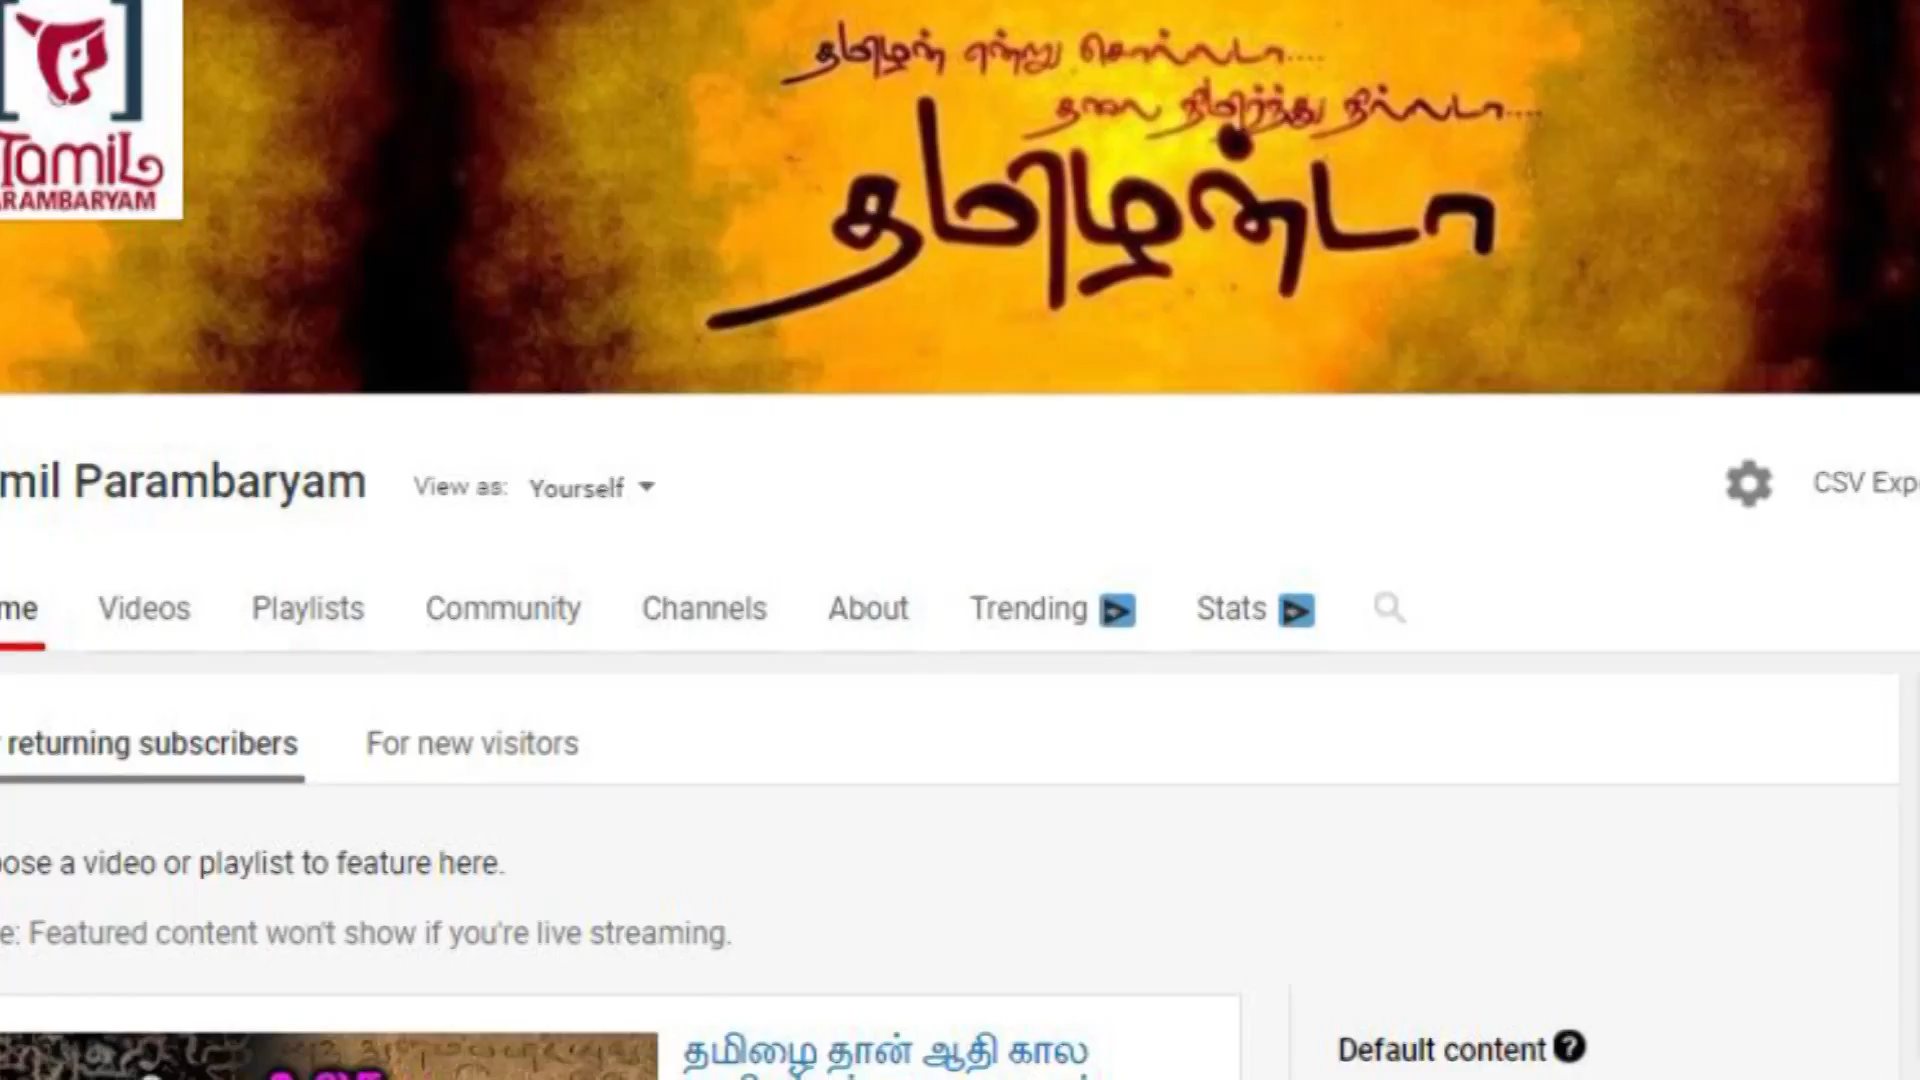 தமிழன் என்று சொல்லடா....
தலை நிமிர்ந்து நில்லடா....
தமிழன்டா
Tamil
ARAMBARYAM
mil Parambaryam
View as: Yourself
CSV Exp
me
Videos
Playlists
Community
Channels
About
Trending
Stats
returning subscribers
For new visitors
ose a video or playlist to feature here.
e: Featured content won't show if you're live streaming.
தமிழை தான் ஆதி கால
Default content ?